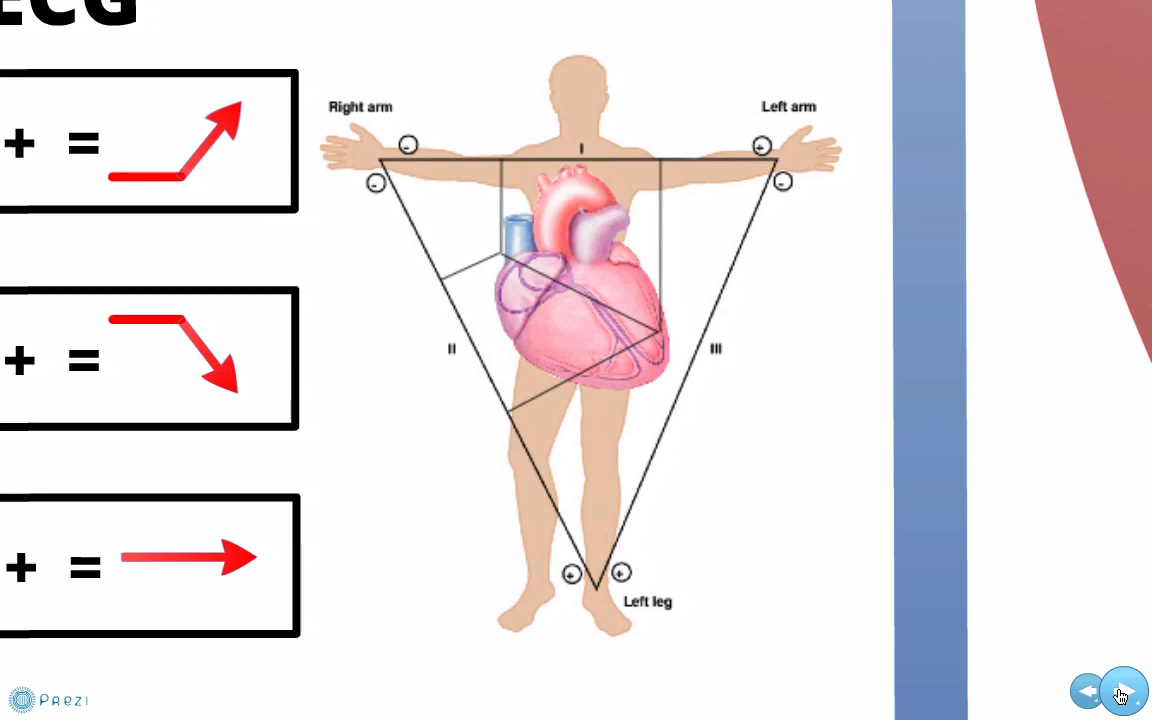 ECG
Right arm
Left arm
-
I
+
-
-
+ =
+ =
II
III
+ =
+
+
Left leg
Prezi